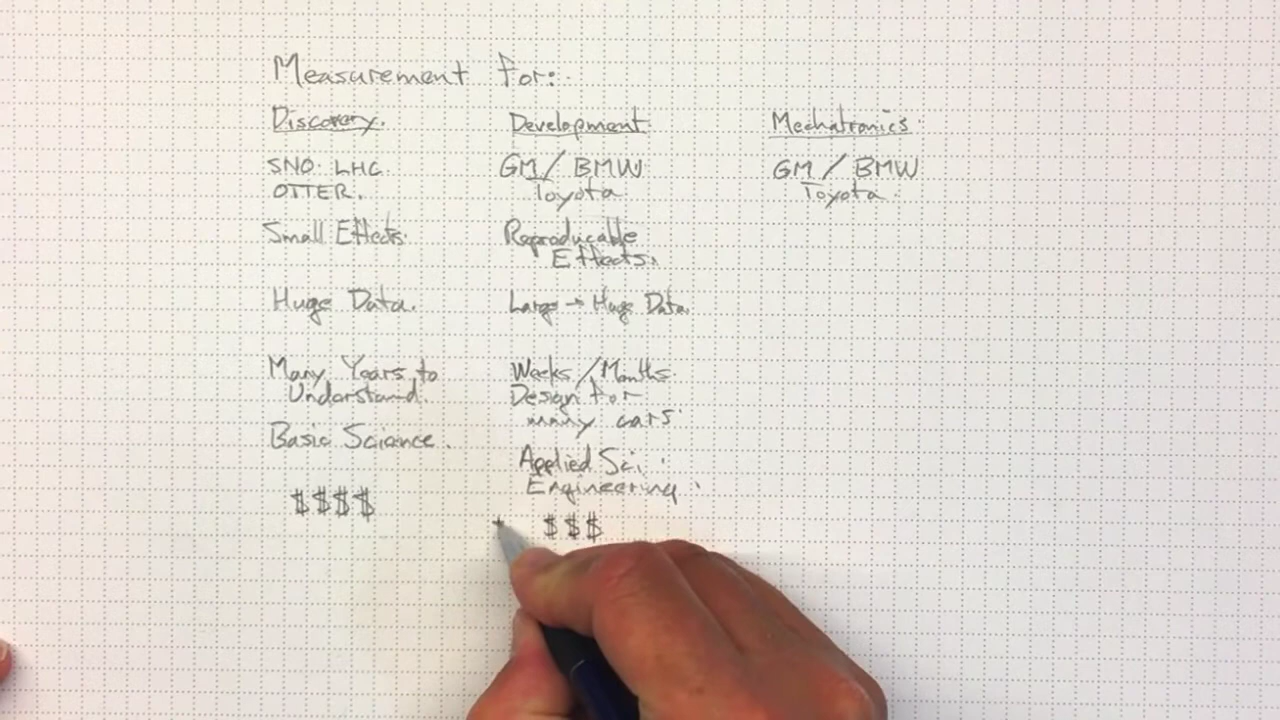 Measurement for:
Discovery.
SNO LHC
OTTER.
Small Effects.
Huge Data.
Many Years to
Understand.
Basic Science.
$$$$
Development
GM / BMW
Toyota
Reproducable
Effects.
Large → Huge Data.
Weeks / Months
Design for
many cars
Applied Sci.
Engineering
$$$
Mechatronics
GM / BMW
Toyota